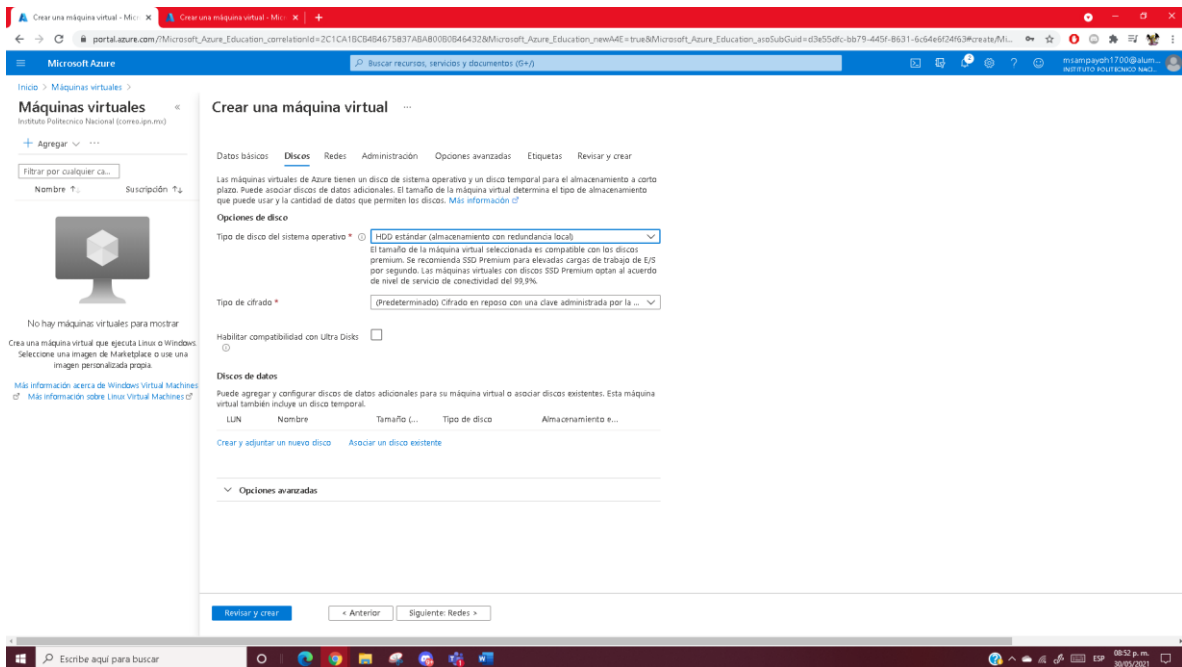 Crear una máquina virtual - Micr
Crear una máquina virtual - Micr
portal.azure.com/?Microsoft_Azure_Education_correlationId=2C1CA1BCB4B4675B37ABAB00B0B46432&Microsoft_Azure_Education_newA4E=true&Microsoft_Azure_Education_asoSubGuid=d3e55dfc-bb79-445f-8631-6c64e6f24f63#create/Mi...
Microsoft Azure
Buscar recursos, servicios y documentos (G+/)
msampayoh1700@alum...
INSTITUTO POLITECNICO NACI...
Inicio > Máquinas virtuales >
Máquinas virtuales
Instituto Politecnico Nacional (correo.ipn.mx)
Agregar
Filtrar por cualquier ca...
Nombre ↑↓ Suscripción ↑↓
No hay máquinas virtuales para mostrar
Crea una máquina virtual que ejecuta Linux o Windows.
Seleccione una imagen de Marketplace o use una
imagen personalizada propia.
Más información acerca de Windows Virtual Machines
Más información sobre Linux Virtual Machines
Crear una máquina virtual ...
Datos básicos Discos Redes Administración Opciones avanzadas Etiquetas Revisar y crear
Las máquinas virtuales de Azure tienen un disco de sistema operativo y un disco temporal para el almacenamiento a corto
plazo. Puede asociar discos de datos adicionales. El tamaño de la máquina virtual determina el tipo de almacenamiento
que puede usar y la cantidad de datos que permiten los discos. Más información
Opciones de disco
Tipo de disco del sistema operativo * HDD estándar (almacenamiento con redundancia local)
El tamaño de la máquina virtual seleccionada es compatible con los discos
premium. Se recomienda SSD Premium para elevadas cargas de trabajo de E/S
por segundo. Las máquinas virtuales con discos SSD Premium optan al acuerdo
de nivel de servicio de conectividad del 99,9%.
Tipo de cifrado * (Predeterminado) Cifrado en reposo con una clave administrada por la ...
Habilitar compatibilidad con Ultra Disks
Discos de datos
Puede agregar y configurar discos de datos adicionales para su máquina virtual o asociar discos existentes. Esta máquina
virtual también incluye un disco temporal.
LUN Nombre Tamaño (... Tipo de disco Almacenamiento e...
Crear y adjuntar un nuevo disco Asociar un disco existente
Opciones avanzadas
Revisar y crear < Anterior Siguiente: Redes >
Escribe aquí para buscar
ESP
08:52 p. m.
30/05/2021